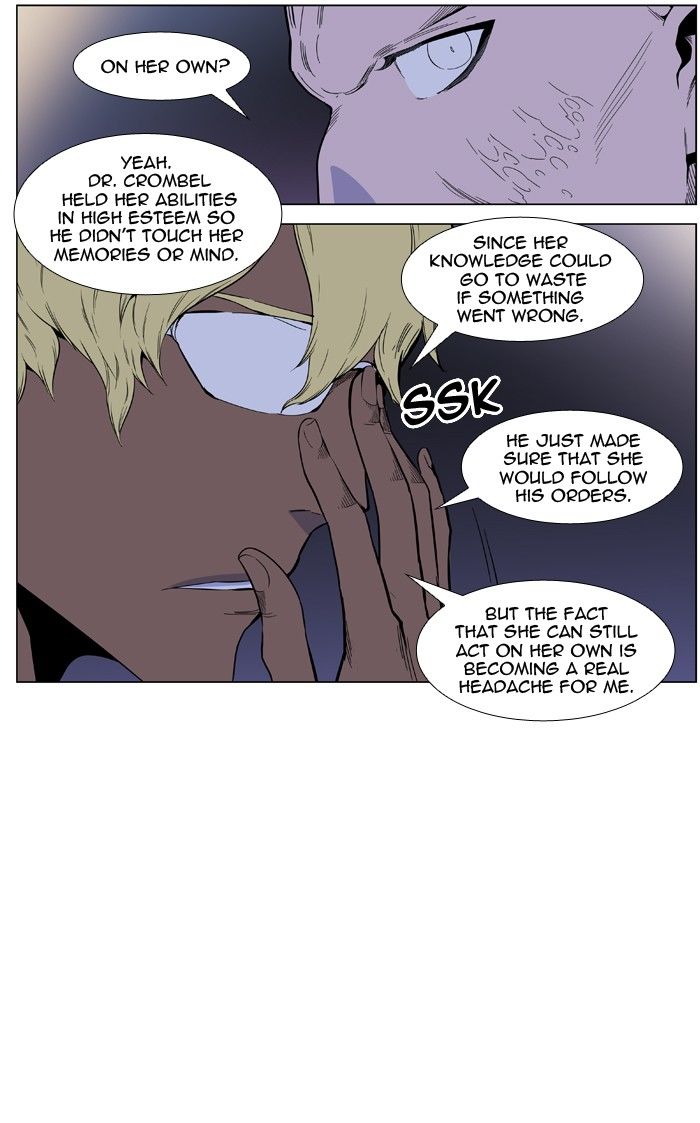 ON HER OWN?
YEAH.
DR. CROMBEL
HELD HER ABILITIES
IN HIGH ESTEEM SO
HE DIDN'T TOUCH HER
MEMORIES OR MIND.
SINCE HER
KNOWLEDGE COULD
GO TO WASTE
IF SOMETHING
WENT WRONG.
SSK
HE JUST MADE
SURE THAT SHE
WOULD FOLLOW
HIS ORDERS.
BUT THE FACT
THAT SHE CAN STILL
ACT ON HER OWN IS
BECOMING A REAL
HEADACHE FOR ME.